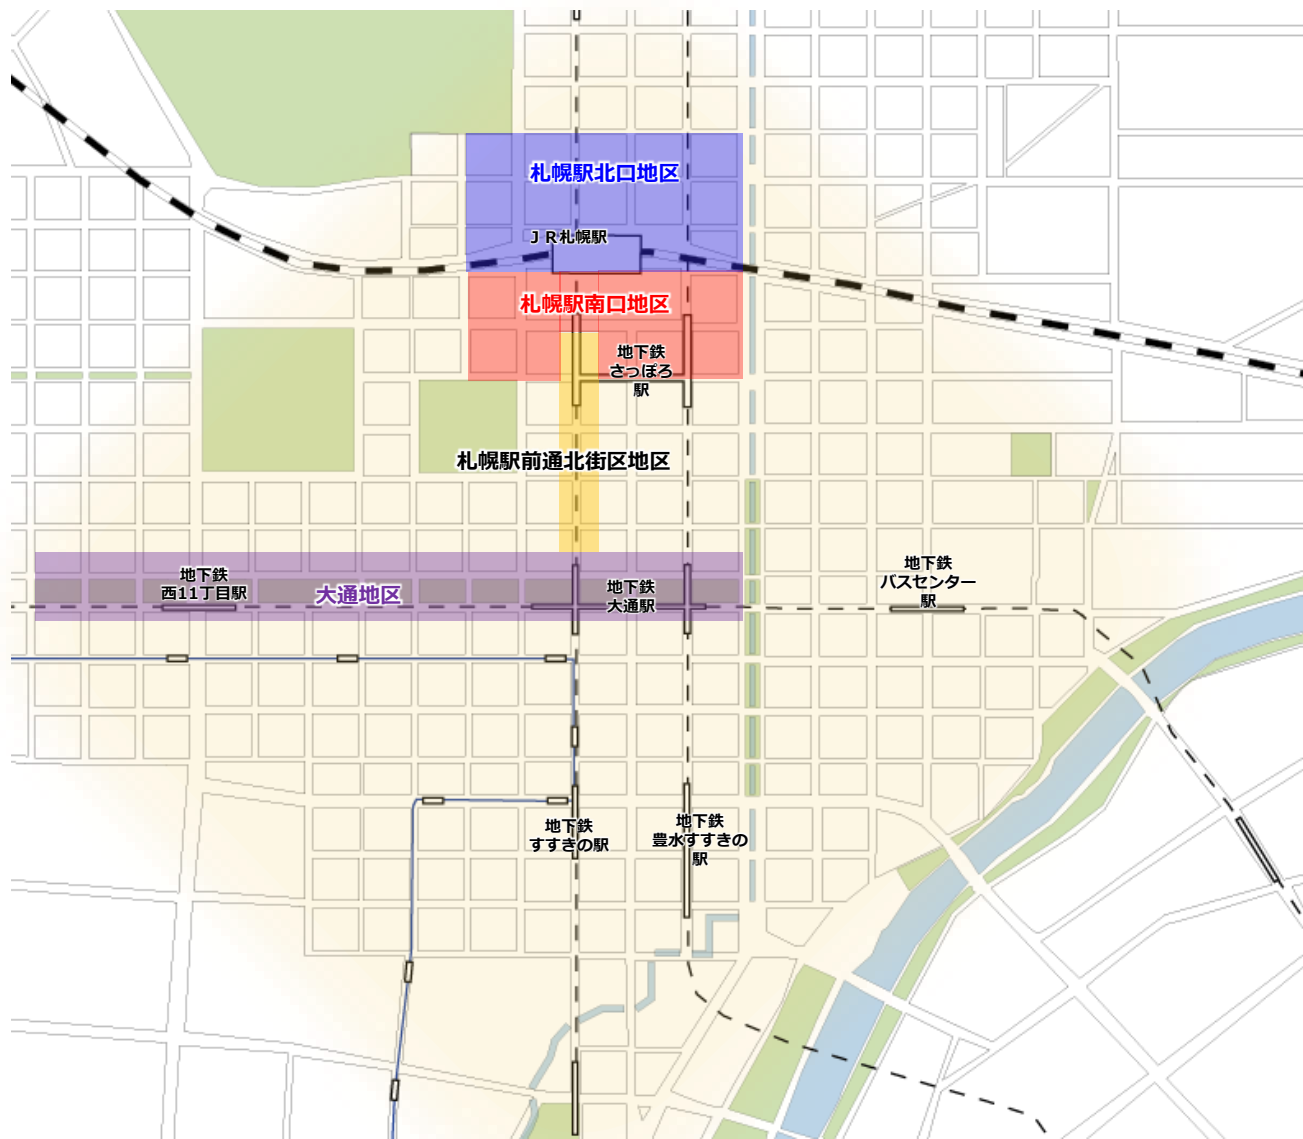 札幌駅北口地区
ＪＲ札幌駅
札幌駅南口地区
地下鉄
さっぽろ
駅
札幌駅前通北街区地区
地下鉄
西11丁目駅
大通地区
地下鉄
大通駅
地下鉄
バスセンター
駅
地下鉄
すすきの駅
地下鉄
豊水すすきの
駅